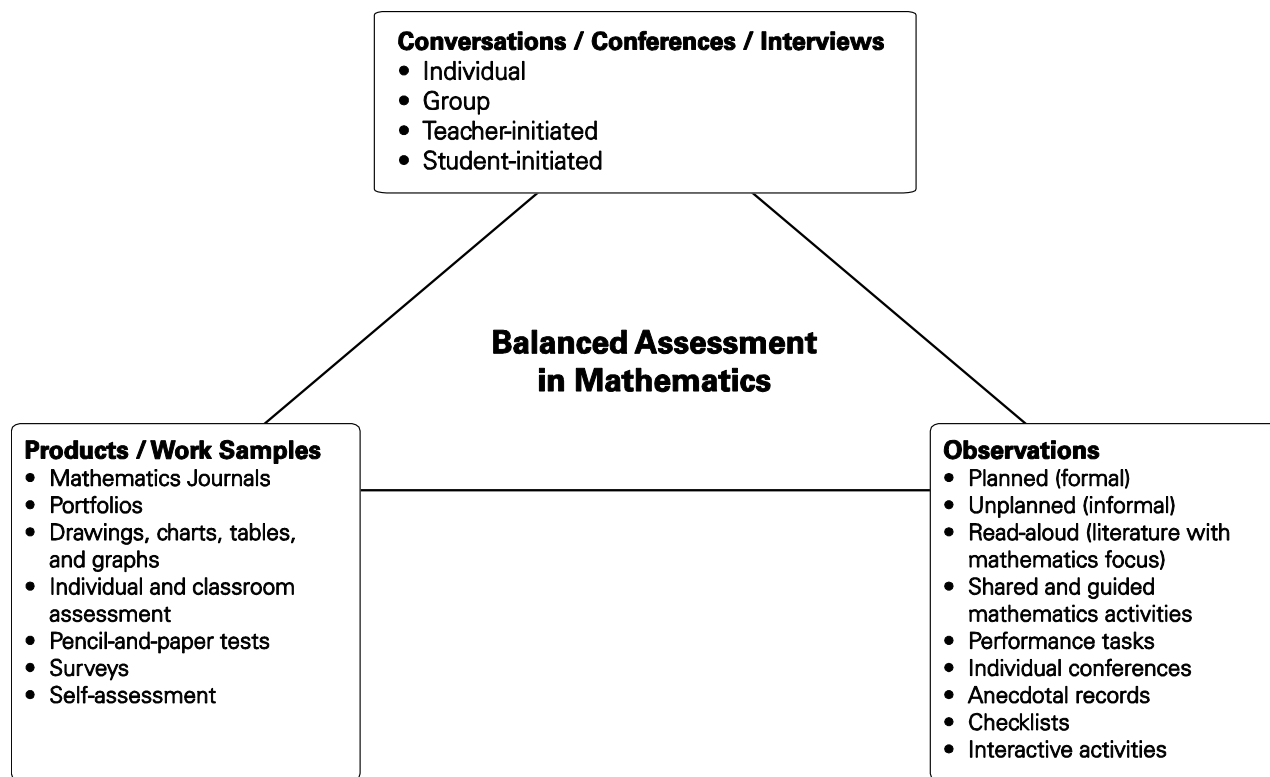 Conversations / Conferences / Interviews
• Individual
• Group
• Teacher-initiated
• Student-initiated
Balanced Assessment
in Mathematics
Products / Work Samples
• Mathematics Journals
• Portfolios
• Drawings, charts, tables,
and graphs
• Individual and classroom
assessment
• Pencil-and-paper tests
• Surveys
• Self-assessment
Observations
• Planned (formal)
• Unplanned (informal)
• Read-aloud (literature with
mathematics focus)
• Shared and guided
mathematics activities
• Performance tasks
• Individual conferences
• Anecdotal records
• Checklists
• Interactive activities